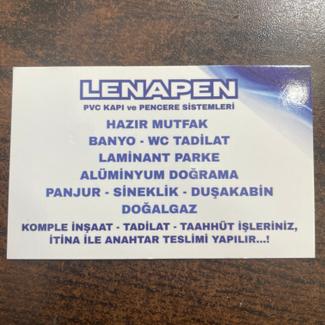 LENAPEN
PVC KAPI ve PENCERE SİSTEMLERİ
HAZIR MUTFAK
BANYO - WC TADİLAT
LAMİNANT PARKE
ALÜMİNYUM DOĞRAMA
PANJUR - SİNEKLİK - DUŞAKABİN
DOĞALGAZ
KOMPLE İNŞAAT - TADİLAT - TAAHHÜT İŞLERİNİZ,
İTİNA İLE ANAHTAR TESLİMİ YAPILIR...!